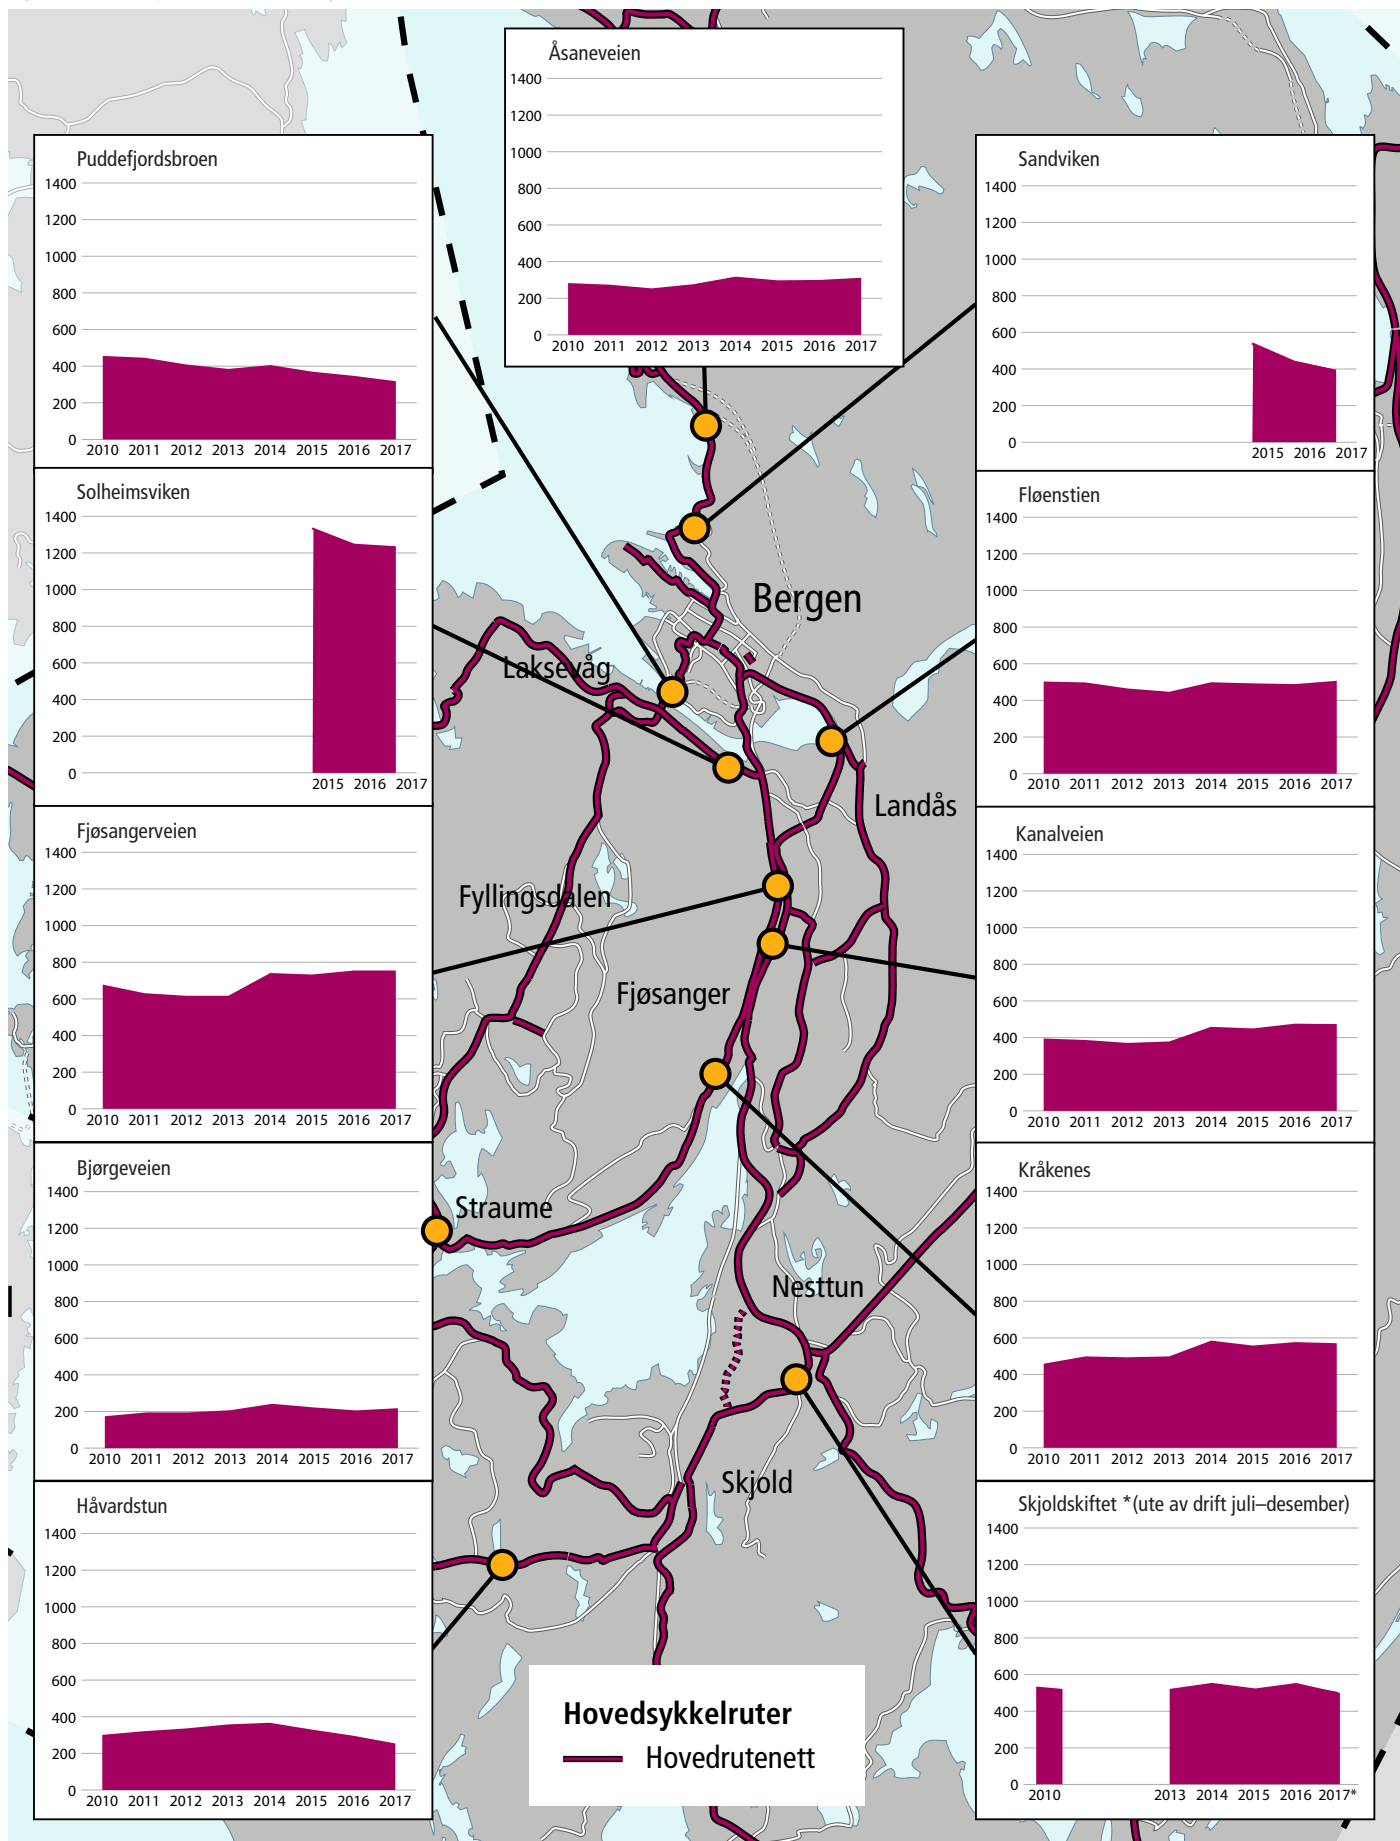 Åsaneveien
1400
1200
1000
800
600
400
200
0
2010 2011 2012 2013 2014 2015 2016 2017
Puddefjordsbroen
1400
1200
1000
800
600
400
200
0
2010 2011 2012 2013 2014 2015 2016 2017
Sandviken
1400
1200
1000
800
600
400
200
0
2015 2016 2017
Solheimsviken
1400
1200
1000
800
600
400
200
0
2015 2016 2017
Fløenstien
1400
1200
1000
800
600
400
200
0
2010 2011 2012 2013 2014 2015 2016 2017
Bergen
Laksevåg
Landås
Fyllingsdalen
Fjøsanger
Straume
Nesttun
Skjold
Fjøsangerveien
1400
1200
1000
800
600
400
200
0
2010 2011 2012 2013 2014 2015 2016 2017
Kanalveien
1400
1200
1000
800
600
400
200
0
2010 2011 2012 2013 2014 2015 2016 2017
Bjørgeveien
1400
1200
1000
800
600
400
200
0
2010 2011 2012 2013 2014 2015 2016 2017
Kråkenes
1400
1200
1000
800
600
400
200
0
2010 2011 2012 2013 2014 2015 2016 2017
Håvardstun
1400
1200
1000
800
600
400
200
0
2010 2011 2012 2013 2014 2015 2016 2017
Skjoldskiftet *(ute av drift juli–desember)
1400
1200
1000
800
600
400
200
0
2010 2013 2014 2015 2016 2017*
Hovedsykkelruter
Hovedrutenett